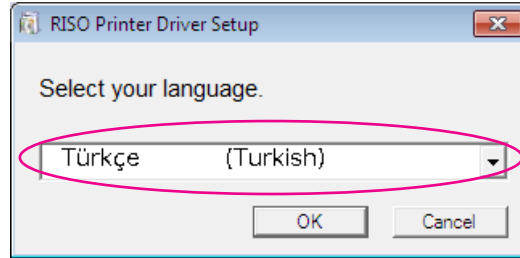 RISO Printer Driver Setup
Select your language.
Türkçe (Turkish)
OK Cancel